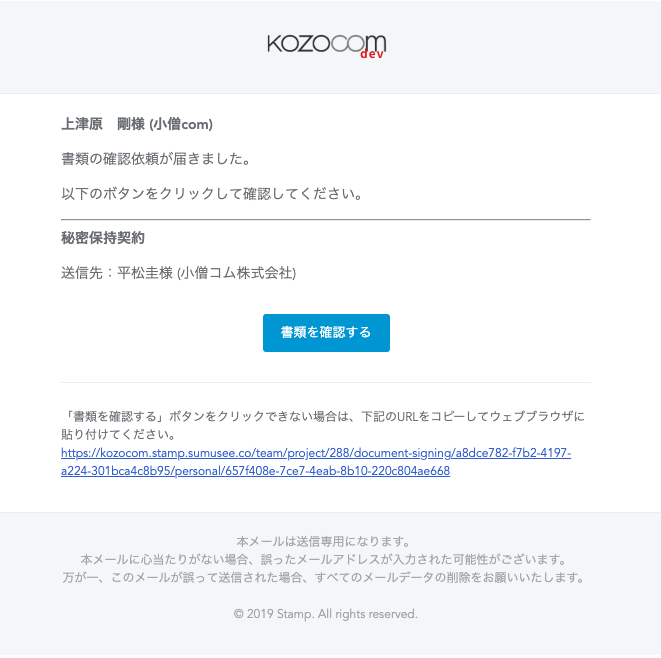 KOZOCOM
dev
上津原　剛様 (小僧com)
書類の確認依頼が届きました。
以下のボタンをクリックして確認してください。
秘密保持契約
送信先：平松圭様 (小僧コム株式会社)
書類を確認する
「書類を確認する」ボタンをクリックできない場合は、下記のURLをコピーしてウェブブラウザに
貼り付けてください。
https://kozocom.stamp.sumusee.co/team/project/288/document-signing/a8dce782-f7b2-4197-
a224-301bca4c8b95/personal/657f408e-7ce7-4eab-8b10-220c804ae668
本メールは送信専用になります。
本メールに心当たりがない場合、誤ったメールアドレスが入力された可能性がございます。
万が一、このメールが誤って送信された場合、すべてのメールデータの削除をお願いいたします。
© 2019 Stamp. All rights reserved.